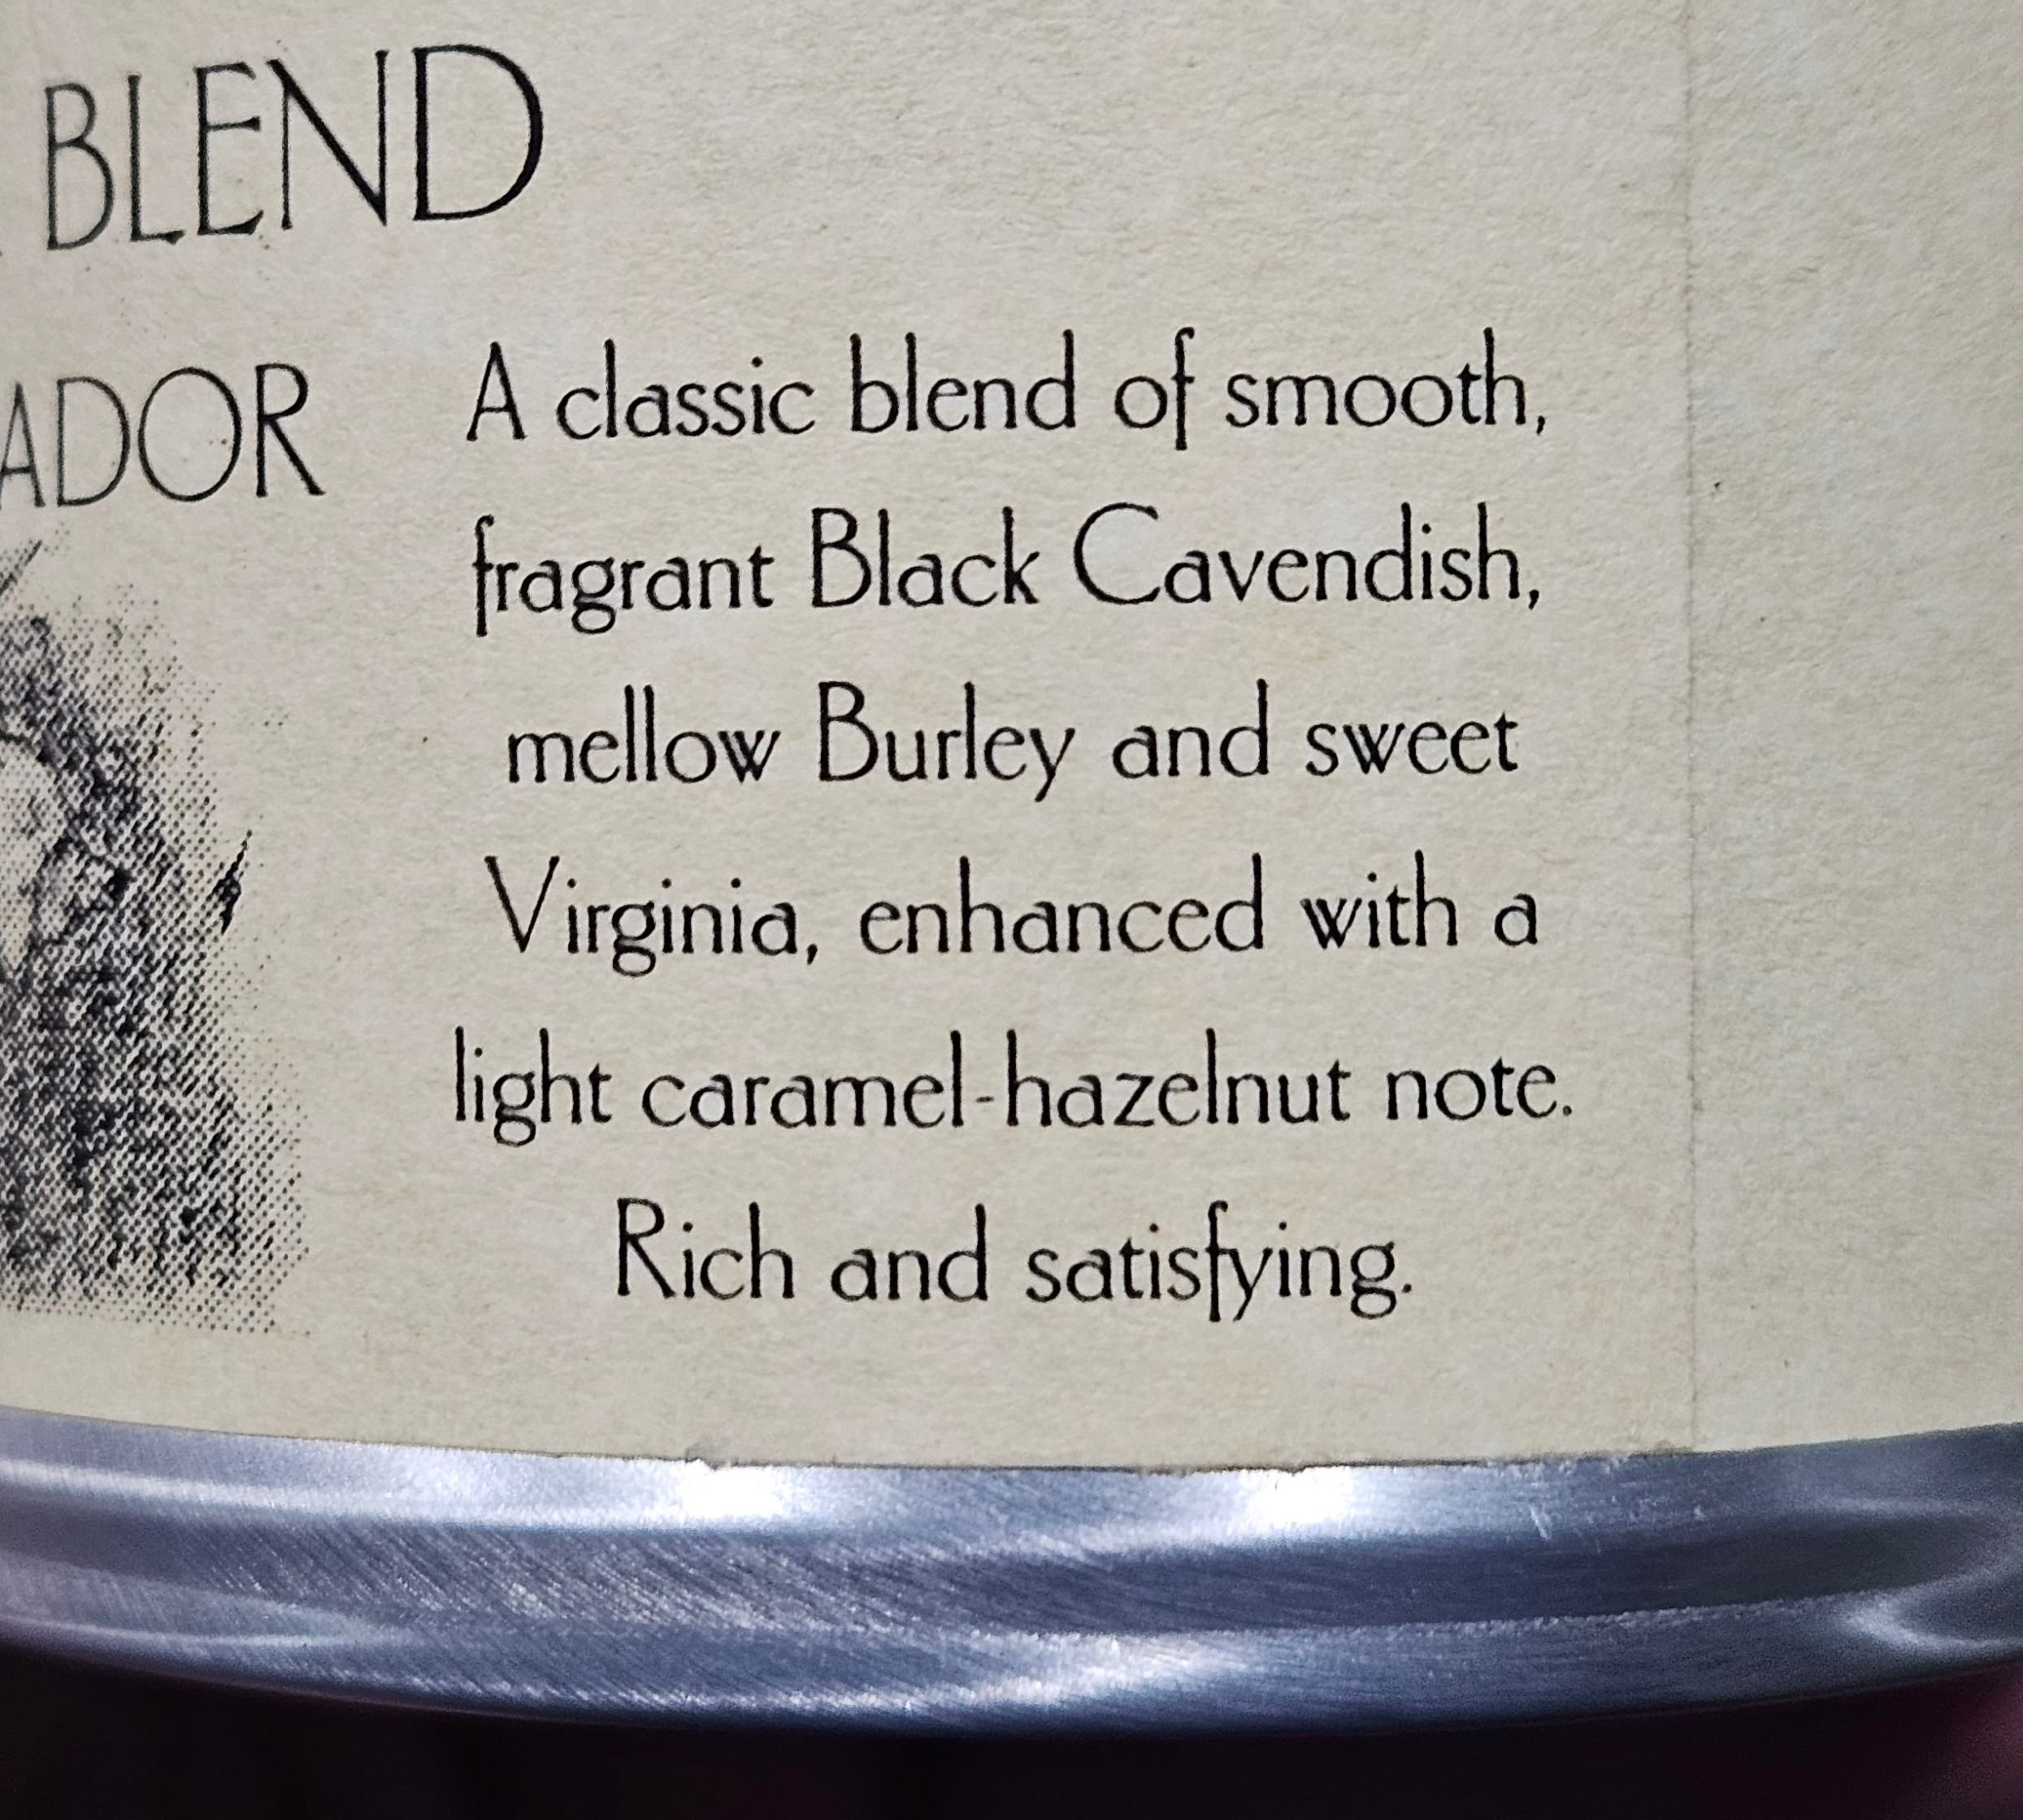 BLEND
ADOR
A classic blend of smooth,
fragrant Black Cavendish,
mellow Burley and sweet
Virginia, enhanced with a
light caramel-hazelnut note.
Rich and satisfying.